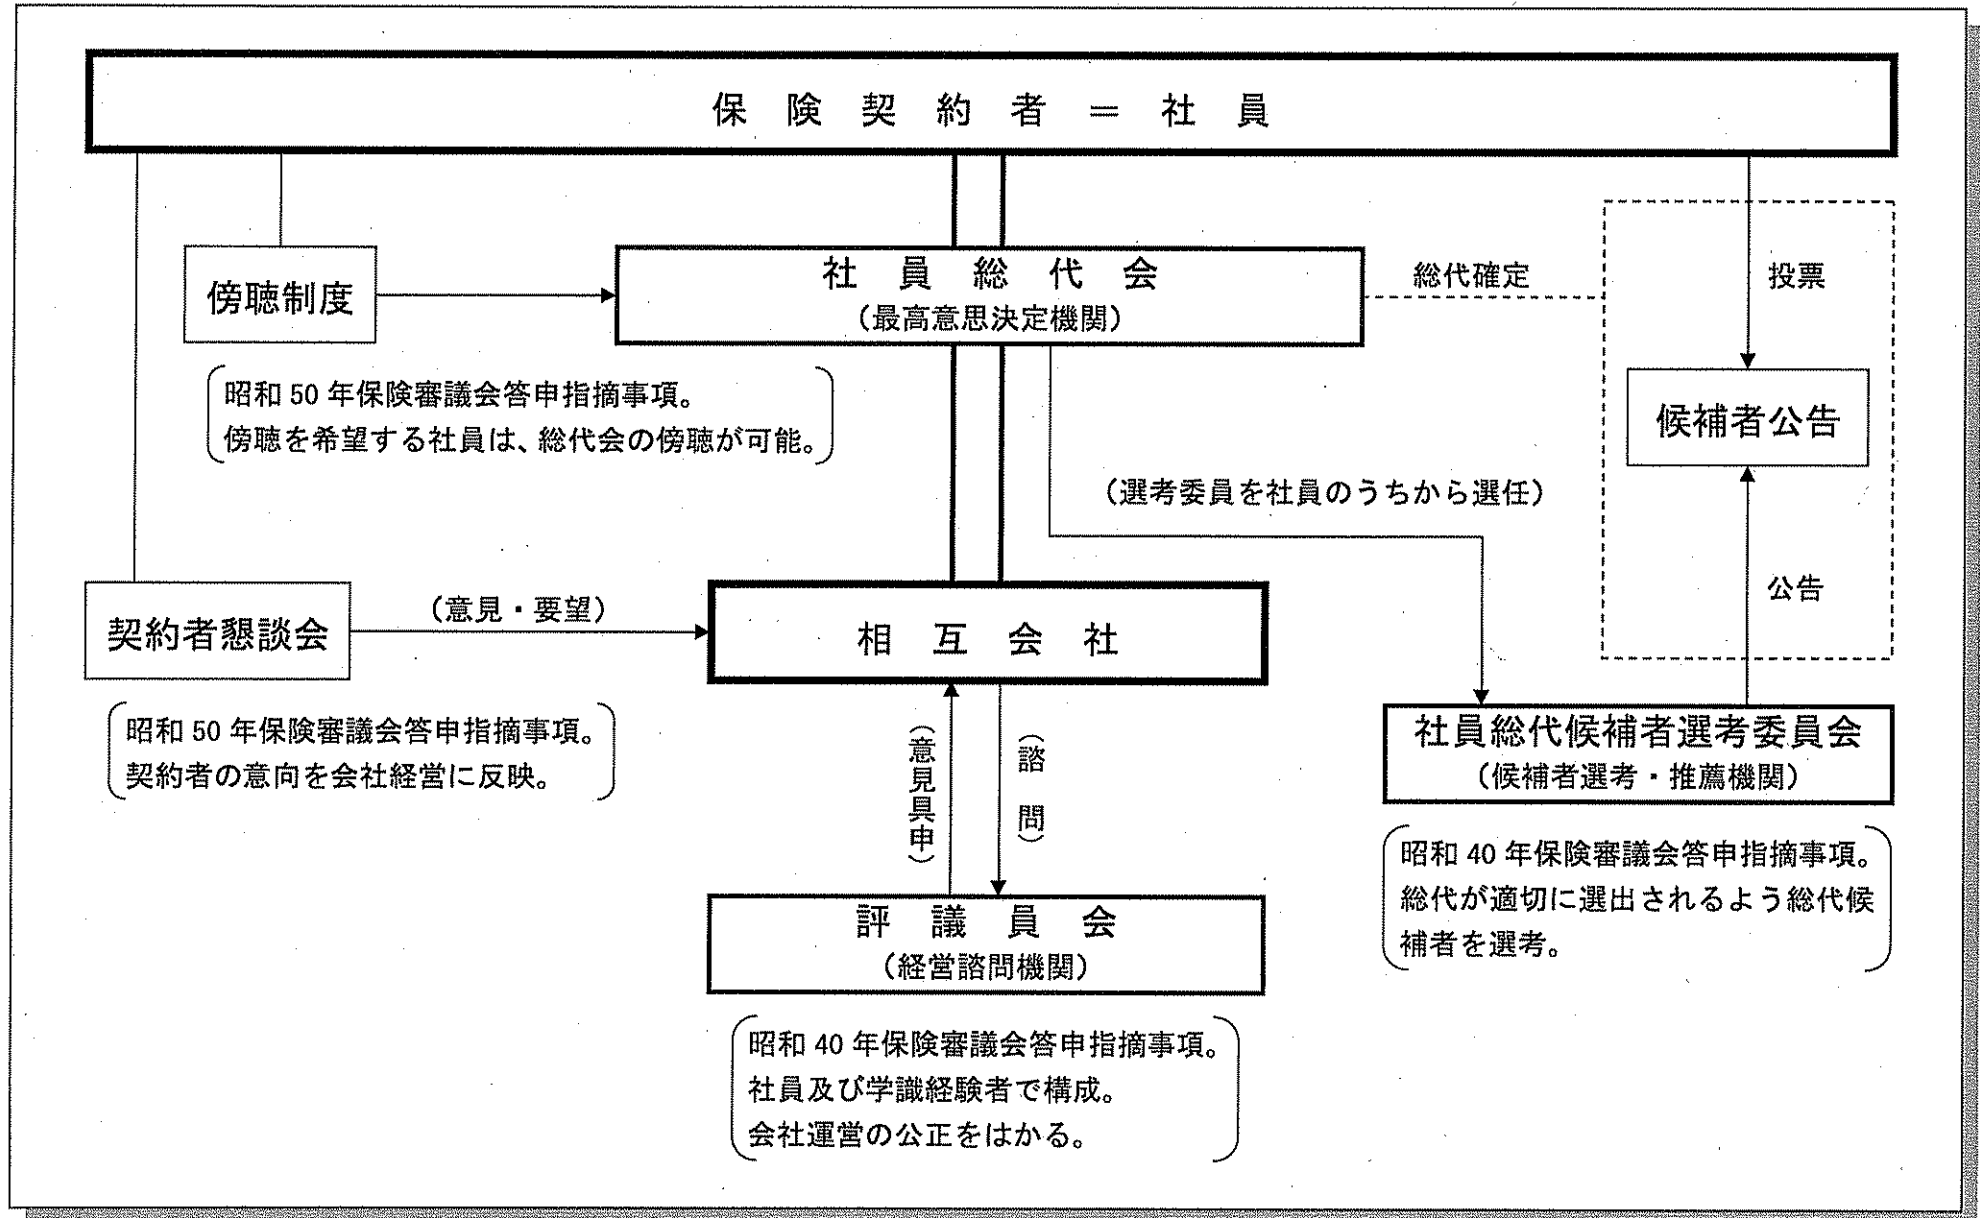 保険契約者＝社員
傍聴制度
社員総代会
（最高意思決定機関）
総代確定
投票
昭和 50 年保険審議会答申指摘事項。
傍聴を希望する社員は、総代会の傍聴が可能。
候補者公告
（選考委員を社員のうちから選任）
公告
契約者懇談会
（意見・要望）
相互会社
昭和 50 年保険審議会答申指摘事項。
契約者の意向を会社経営に反映。
（意見具申）
（諮問）
社員総代候補者選考委員会
（候補者選考・推薦機関）
昭和 40 年保険審議会答申指摘事項。
総代が適切に選出されるよう総代候
補者を選考。
評議員会
（経営諮問機関）
昭和 40 年保険審議会答申指摘事項。
社員及び学識経験者で構成。
会社運営の公正をはかる。